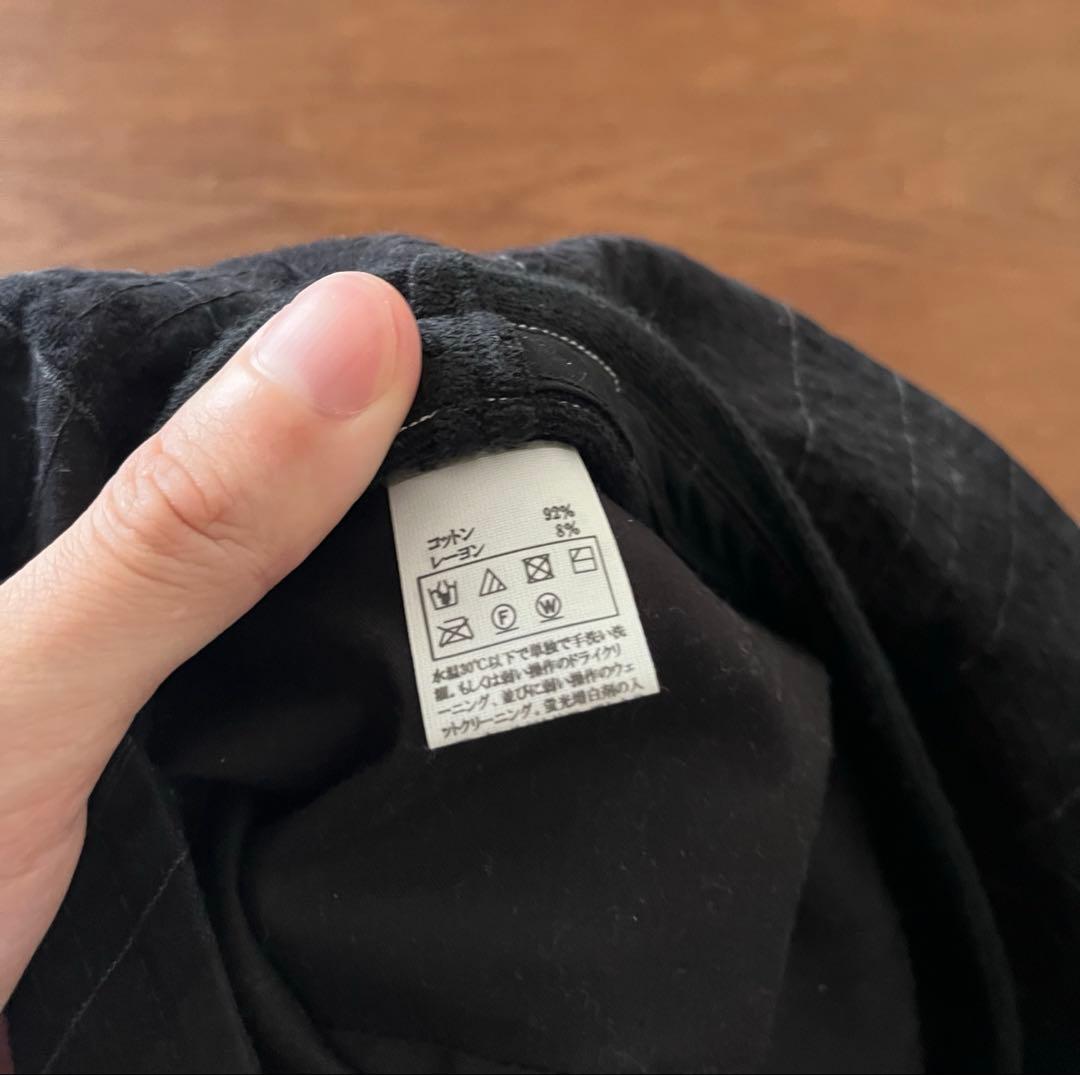 コットン 92%
レーヨン 8%
F W
水温30℃以下で単独で手洗い洗
濯。もしくは弱い操作のドライクリ
ーニング、並びに弱い操作のウェ
ットクリーニング。蛍光増白剤の入